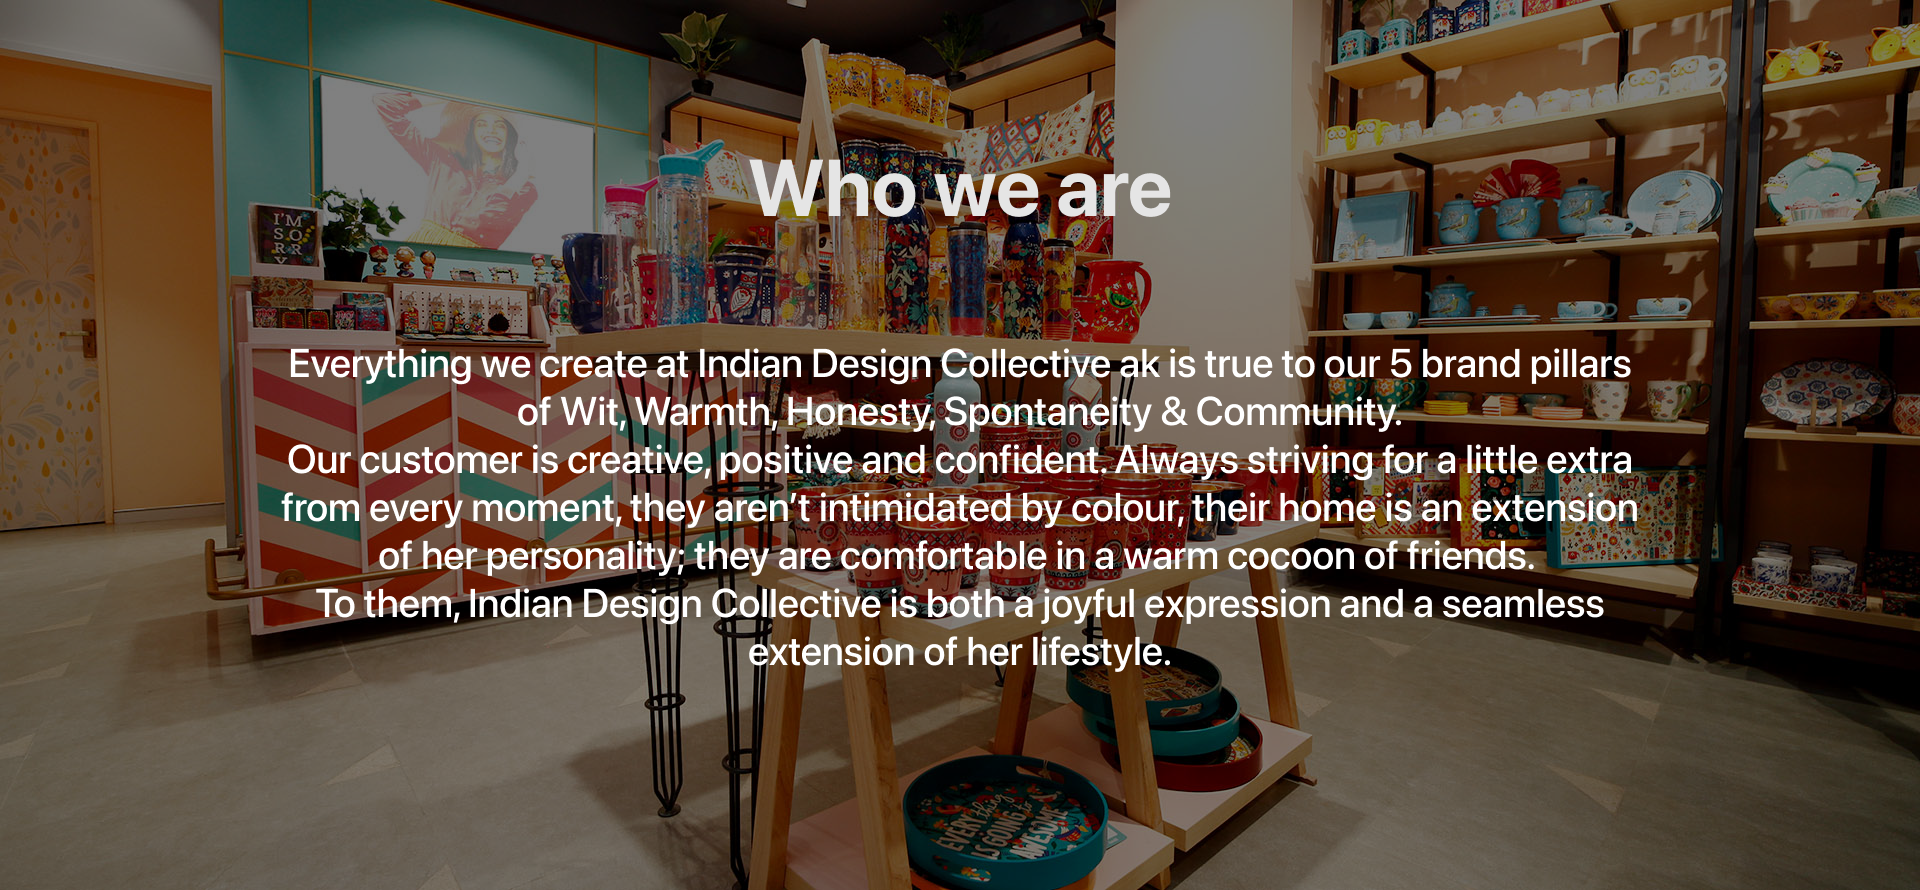 Who we are
I'M
SO
RR
Y
Everything we create at Indian Design Collective ak is true to our 5 brand pillars
of Wit, Warmth, Honesty, Spontaneity & Community.
Our customer is creative, positive and confident. Always striving for a little extra
from every moment, they aren’t intimidated by colour, their home is an extension
of her personality; they are comfortable in a warm cocoon of friends.
To them, Indian Design Collective is both a joyful expression and a seamless
extension of her lifestyle.
EVERYthing
iS GOiNG to
AWESOME